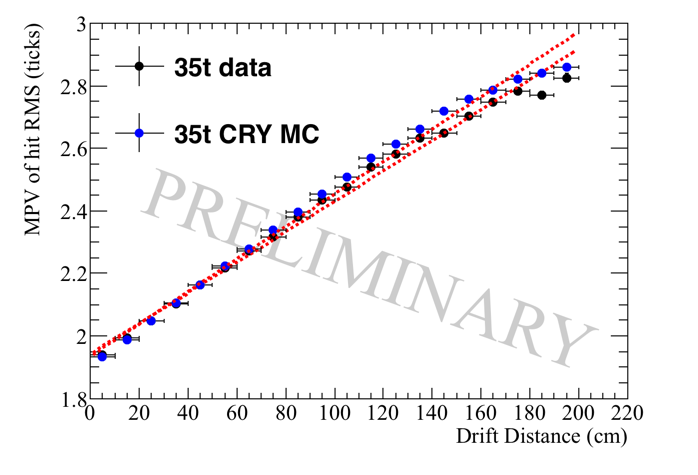 3
2.8
2.6
2.4
2.2
2
1.8
MPV of hit RMS (ticks)
35t data
35t CRY MC
PRELIMINARY
0 20 40 60 80 100 120 140 160 180 200 220
Drift Distance (cm)